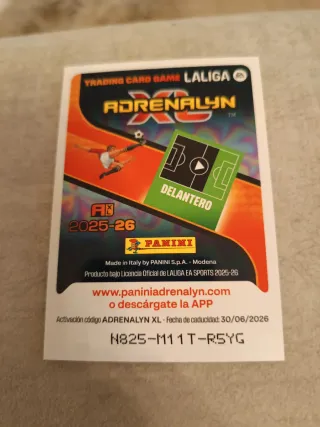 TRADING CARD GAME LALIGA
ADRENALYN
XL™
DELANTERO
2025-26
PANINI
Made in Italy by PANINI S.p.A. - Modena
Producto bajo Licencia Oficial de LALIGA EA SPORTS 2025-26
www.paniniadrenalyn.com
o descárgate la APP
Activación código ADRENALYN XL - Fecha de caducidad: 30/06/2026
N825-M11T-R5YG